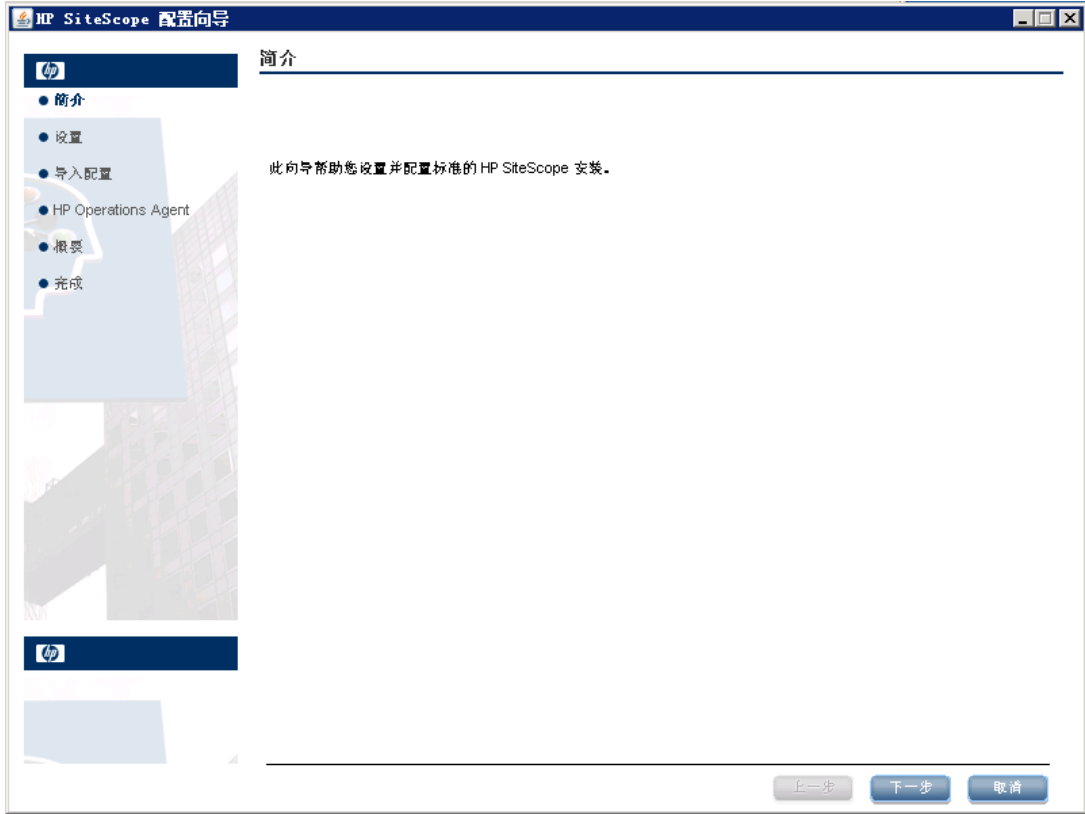 HP SiteScope 配置向导
hp
简介
设置
导入配置
HP Operations Agent
概要
完成
简介
此向导帮助您设置并配置标准的 HP SiteScope 安装。
hp
上一步
下一步
取消